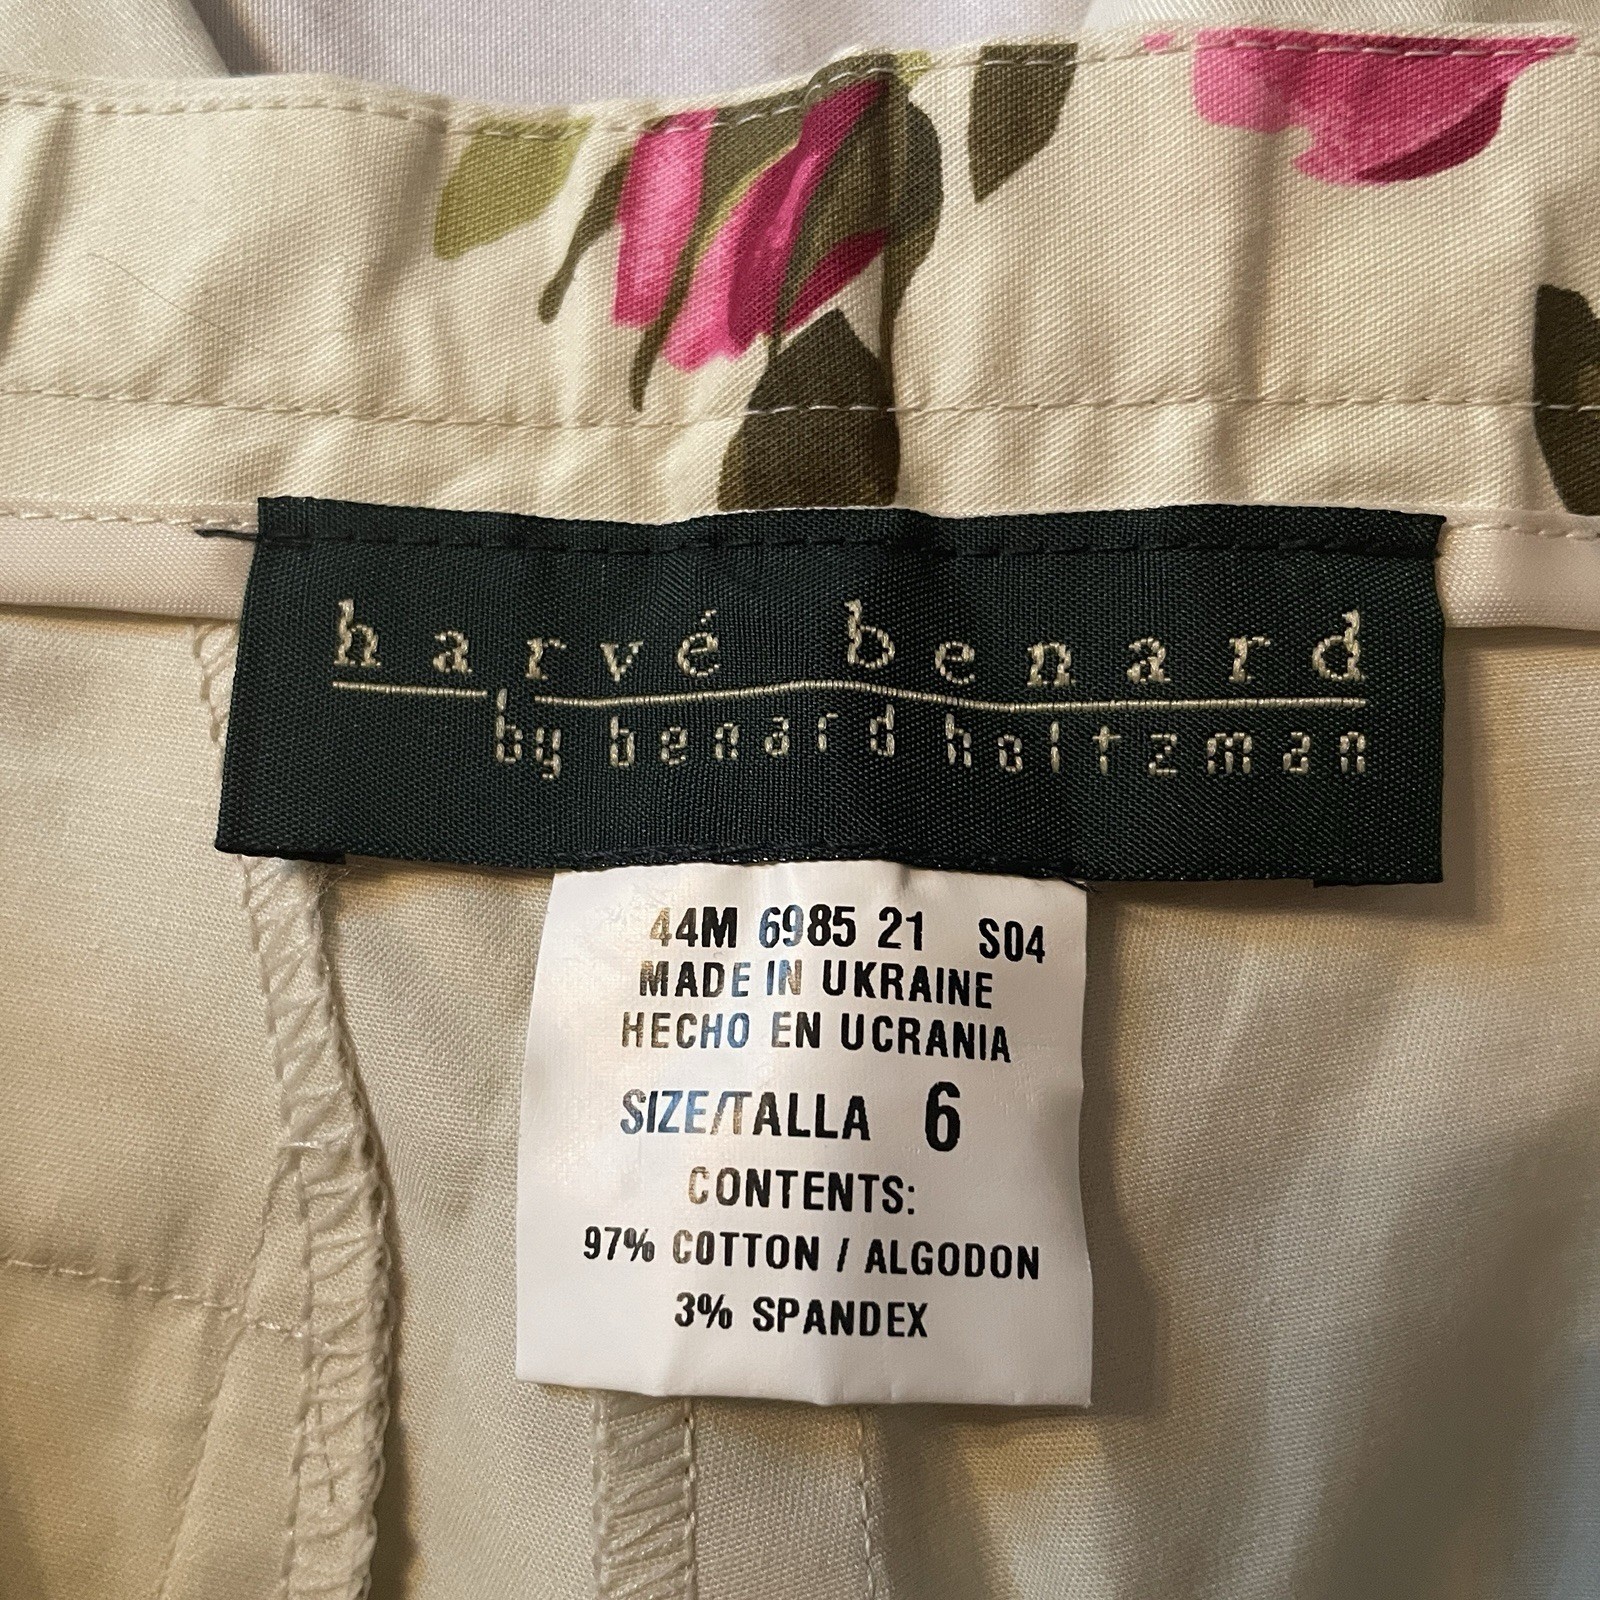 harvé benard
by benard holtzman
44M 6985 21 S04
MADE IN UKRAINE
HECHO EN UCRANIA
SIZE/TALLA 6
CONTENTS:
97% COTTON / ALGODON
3% SPANDEX